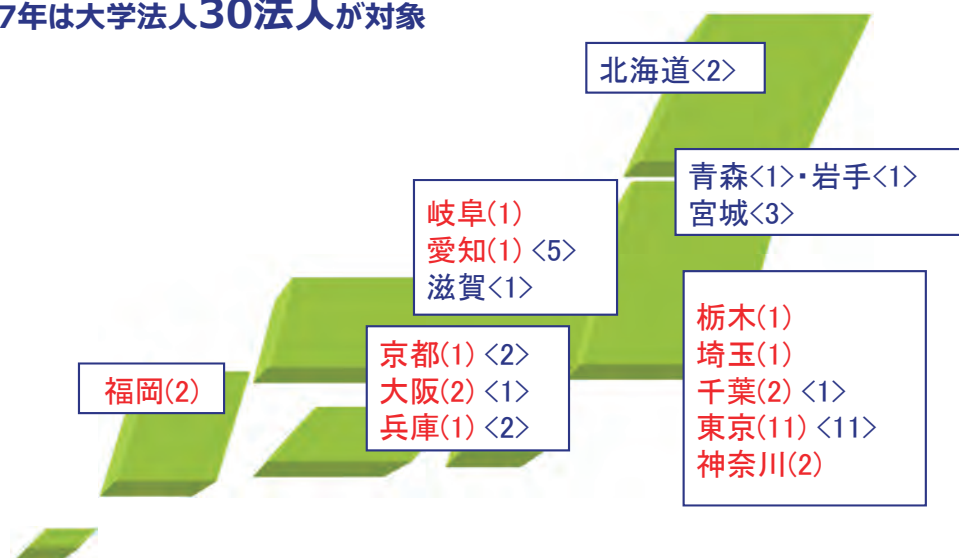 7年は大学法人30法人が対象
北海道<2>
青森<1>・岩手<1>
宮城<3>
岐阜(1)
愛知(1) <5>
滋賀<1>
栃木(1)
埼玉(1)
千葉(2) <1>
東京(11) <11>
神奈川(2)
京都(1) <2>
大阪(2) <1>
兵庫(1) <2>
福岡(2)